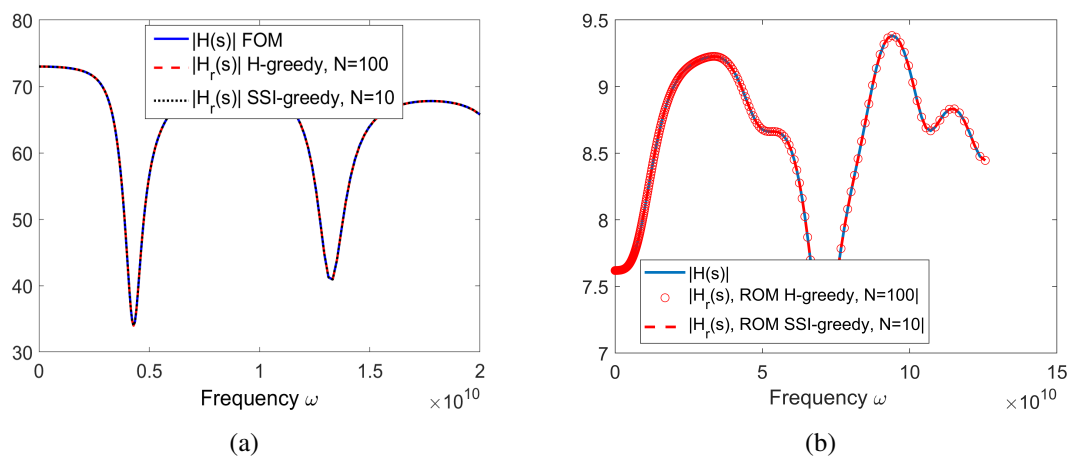 80
70
60
50
40
30
|H(s)| FOM
|H_r(s)| H-greedy, N=100
|H_r(s)| SSI-greedy, N=10
0 0.5 1 1.5 2
Frequency ω
×10^10
(a)
9.5
9
8.5
8
7.5
7
|H(s)|
|H_r(s), ROM H-greedy, N=100|
|H_r(s), ROM SSI-greedy, N=10|
0 5 10 15
Frequency ω
×10^10
(b)